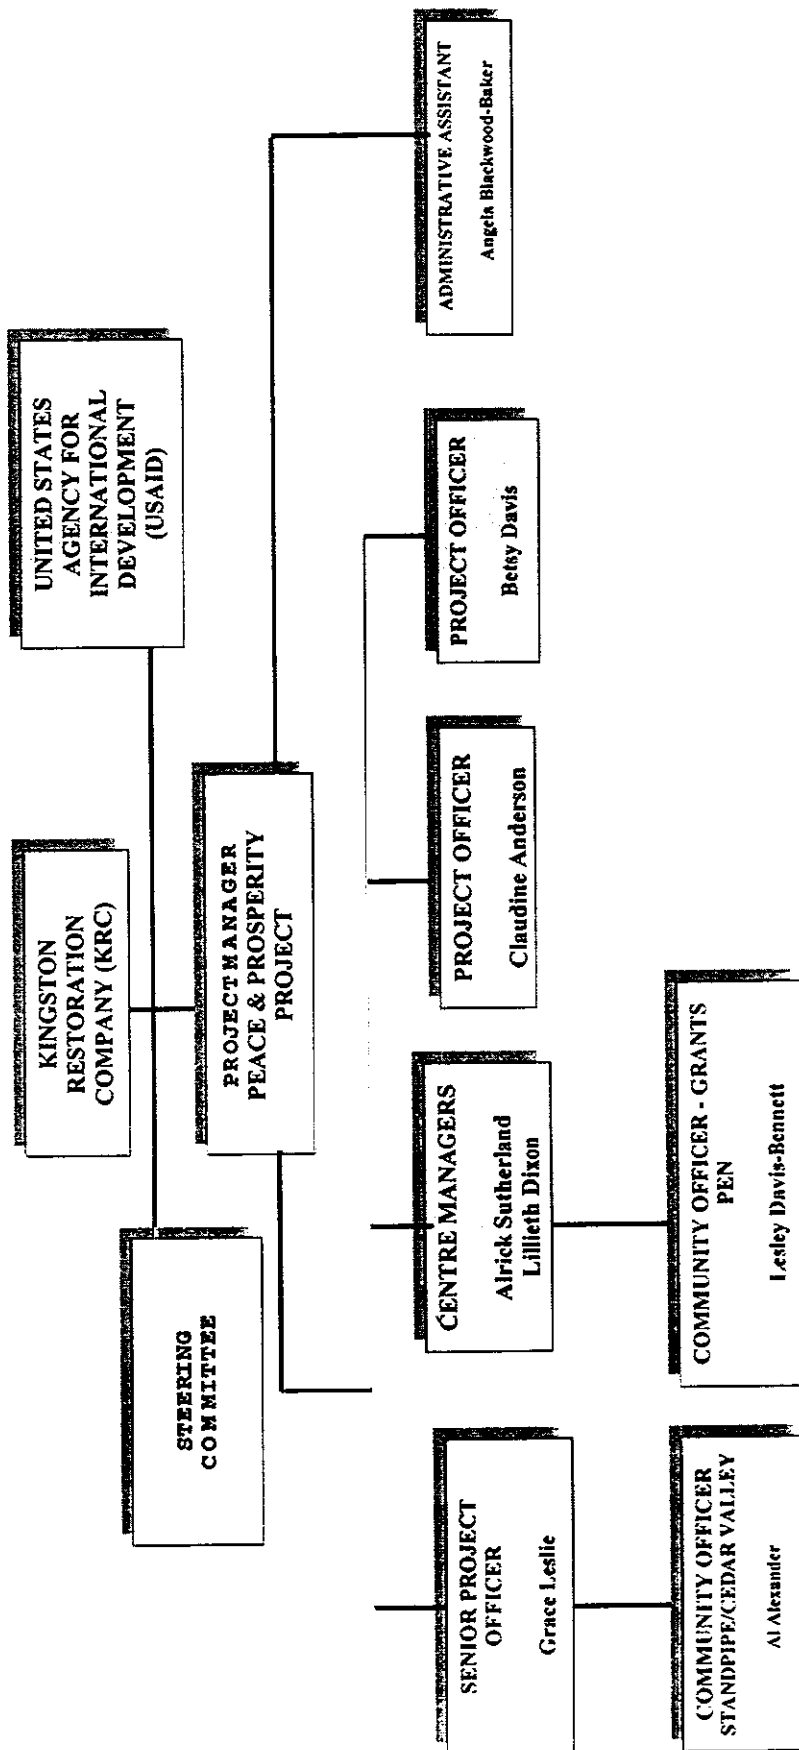 KINGSTON
RESTORATION
COMPANY (KRC)
UNITED STATES
AGENCY FOR
INTERNATIONAL
DEVELOPMENT
(USAID)
STEERING
COMMITTEE
PROJECTMANAGER
PEACE & PROSPERITY
PROJECT
SENIOR PROJECT
OFFICER
Grace Leslie
CENTRE MANAGERS
Alrick Sutherland
Lillieth Dixon
PROJECT OFFICER
Claudine Anderson
PROJECT OFFICER
Betsy Davis
ADMINISTRATIVE ASSISTANT
Angela Blackwood-Baker
COMMUNITY OFFICER
STANDPIPE/CEDAR VALLEY
Al Alexander
COMMUNITY OFFICER - GRANTS
PEN
Lesley Davis-Bennett